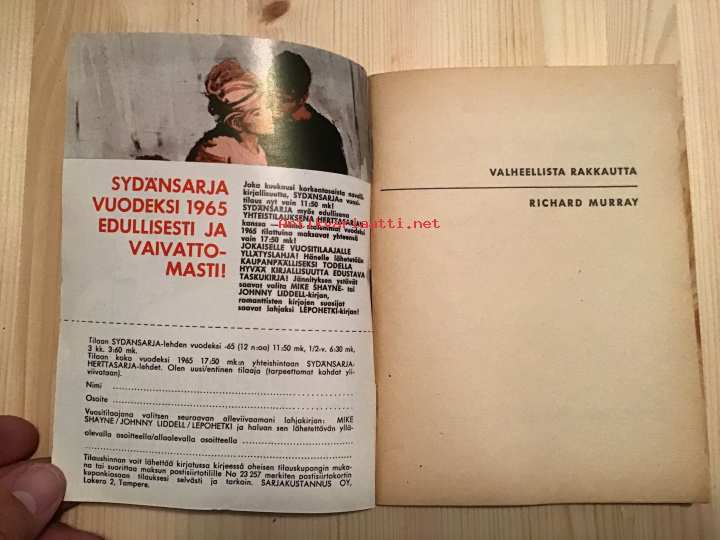 SYDÄNSARJA
VUODEKSI 1965
EDULLISESTI JA
VAIVATTO-
MASTI!
Joka kuukausi korkeatasoista novelli-
kirjallisuutta, SYDÄNSARJAn vuosi-
tilaus nyt vain 11:50 mk!
SYDÄNSARJA myös edullisena
YHTEISTILAUKSENA HERTTASARJAn
kanssa — nämä molemmat vuodeksi
1965 tilattuina maksavat yhteensä
vain 17:50 mk!
JOKAISELLE VUOSITILAAJALLE
YLLÄTYSLAHJA! Hänelle lähetetään
KAUPANPÄÄLLISEKSI TODELLA
HYVÄÄ KIRJALLISUUTTA EDUSTAVA
TASKUKIRJA! Jännityksen ystävät
saavat valita MIKE SHAYNE- tai
JOHNNY LIDDELL-kirjan,
romanttisten kirjojen suosijat
saavat lahjaksi LEPOHETKI-kirjan!
Tilaan SYDÄNSARJA-lehden vuodeksi -65 (12 n:oa) 11:50 mk, 1/2-v. 6:30 mk,
3 kk. 3:60 mk.
Tilaan koko vuodeksi 1965 17:50 mk:n yhteishintaan SYDÄNSARJA-
HERTTASARJA-lehdet. Olen uusi/entinen tilaaja (tarpeettomat kohdat yli-
viivataan).
Nimi
Osoite
Vuositilaajana valitsen seuraavan alleviivaamani lahjakirjan: MIKE
SHAYNE/JOHNNY LIDDELL/LEPOHETKI ja haluan sen lähetettävän yllä-
olevalla osoitteella/allaolevalla osoitteella
Tilaushinnan voit lähettää kirjatussa kirjeessä oheisen tilauskupongin muka-
na tai suorittaa maksun postisiirtotilille No 23 257 merkiten postisiirtokortin
kuponkiosaan tilauksesi selvästi ja tarkoin. SARJAKUSTANNUS OY,
Lokero 2, Tampere.
VALHEELLISTA RAKKAUTTA
RICHARD MURRAY